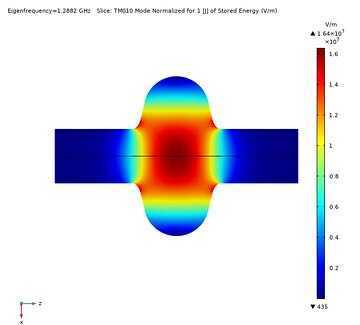 Eigenfrequency=1.2882 GHz   Slice: TM010 Mode Normalized for 1 [J] of Stored Energy (V/m)
V/m
▲ 1.64×10⁷
×10⁷
1.6
1.4
1.2
1
0.8
0.6
0.4
0.2
▼ 435
z
x